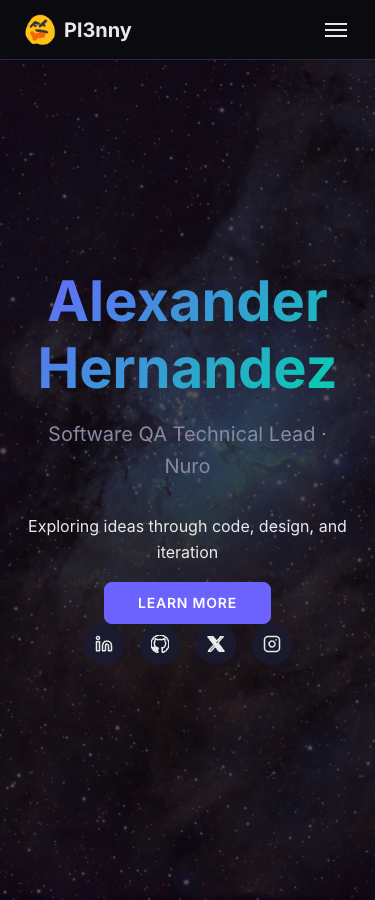 Pl3nny
Alexander
Hernandez
Software QA Technical Lead ·
Nuro
Exploring ideas through code, design, and
iteration
LEARN MORE